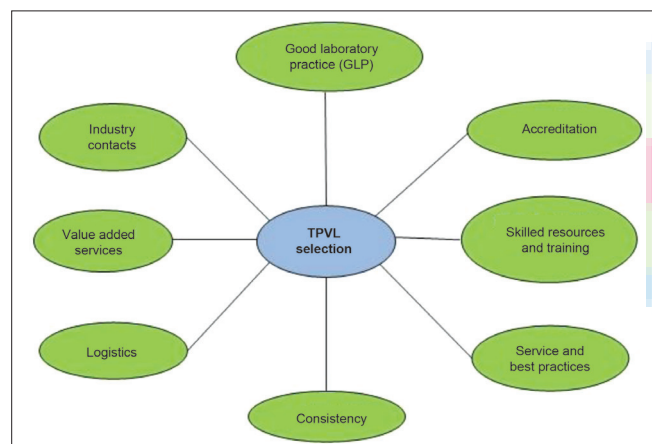 Good laboratory
practice (GLP)
Industry
contacts
Accreditation
Value added
services
TPVL
selection
Skilled resources
and training
Logistics
Service and
best practices
Consistency